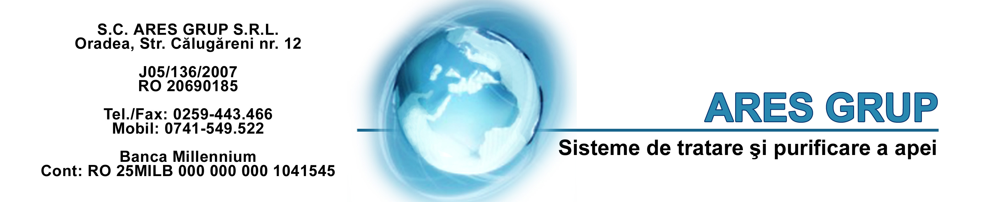 S.C. ARES GRUP S.R.L.
Oradea, Str. Călugăreni nr. 12
J05/136/2007
RO 20690185
Tel./Fax: 0259-443.466
Mobil: 0741-549.522
Banca Millennium
Cont: RO 25MILB 000 000 000 1041545
ARES GRUP
Sisteme de tratare şi purificare a apei